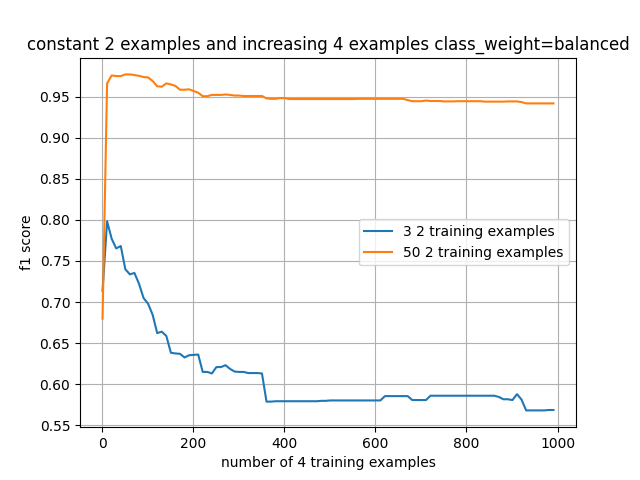 constant 2 examples and increasing 4 examples class_weight=balanced
f1 score
0.95
0.90
0.85
0.80
0.75
0.70
0.65
0.60
0.55
3 2 training examples
50 2 training examples
0 200 400 600 800 1000
number of 4 training examples